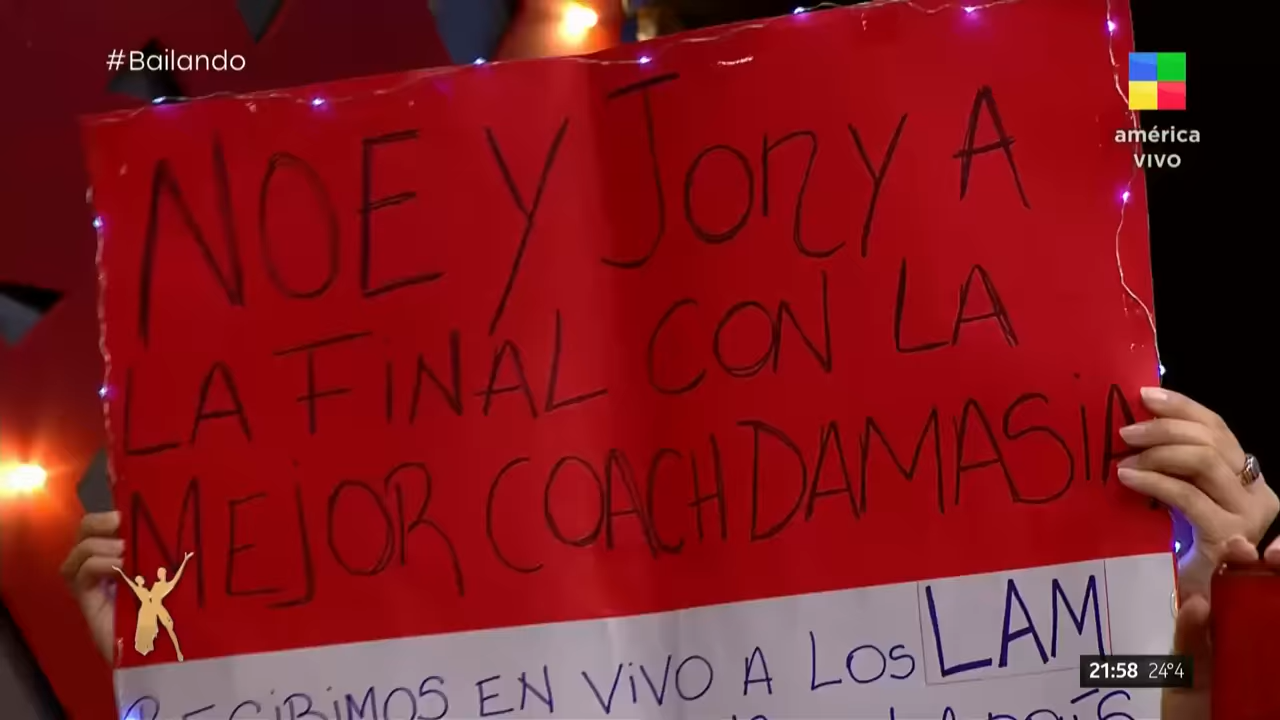 #Bailando
américa
VIVO
NOE Y JONY A
LA FINAL CON LA
MEJOR COACH DAMASIA
RECIBIMOS EN VIVO A LOS LAM
21:58 24°4